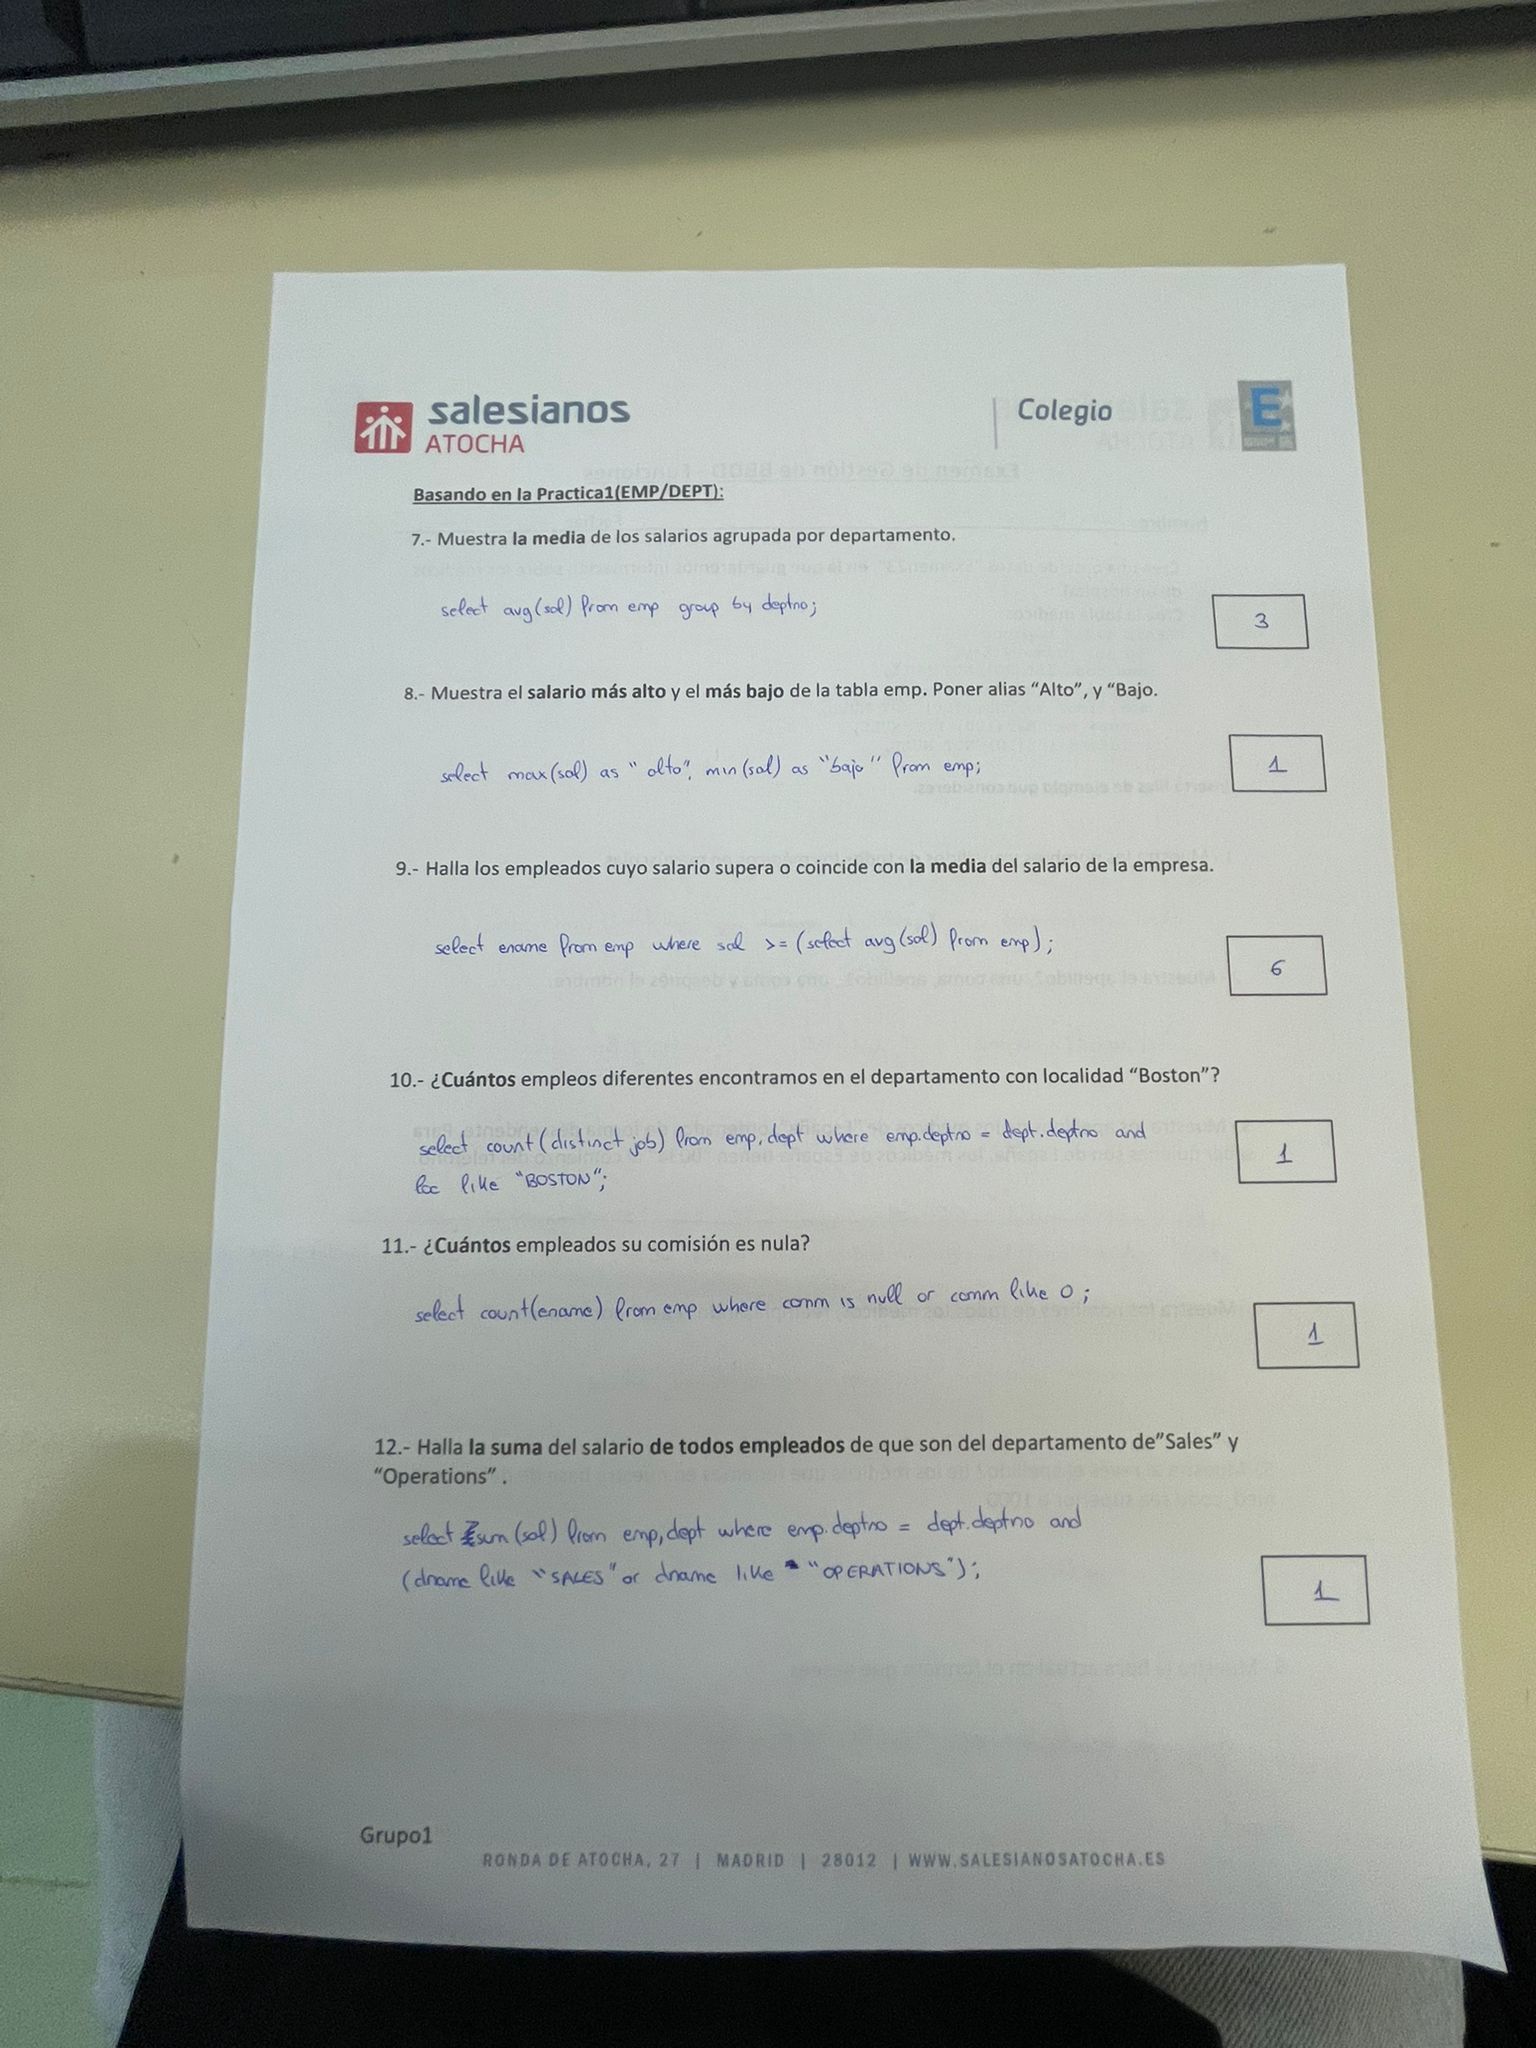 salesianos
ATOCHA
Colegio
E
Basando en la Practica1(EMP/DEPT):
7.- Muestra la media de los salarios agrupada por departamento.
select avg(sal) from emp group by deptno;
3
8.- Muestra el salario más alto y el más bajo de la tabla emp. Poner alias “Alto”, y “Bajo.
select max(sal) as "alto", min(sal) as "bajo" from emp;
1
9.- Halla los empleados cuyo salario supera o coincide con la media del salario de la empresa.
select ename from emp where sal >= (select avg(sal) from emp);
6
10.- ¿Cuántos empleos diferentes encontramos en el departamento con localidad “Boston”?
select count(distinct job) from emp,dept where emp.deptno = dept.deptno and
loc like "BOSTON";
1
11.- ¿Cuántos empleados su comisión es nula?
select count(ename) from emp where comm is null or comm like 0;
1
12.- Halla la suma del salario de todos empleados de que son del departamento de”Sales” y
“Operations” .
select sum(sal) from emp,dept where emp.deptno = dept.deptno and
(dname like "SALES" or dname like "OPERATIONS");
1
Grupo1
RONDA DE ATOCHA, 27 | MADRID | 28012 | WWW.SALESIANOSATOCHA.ES